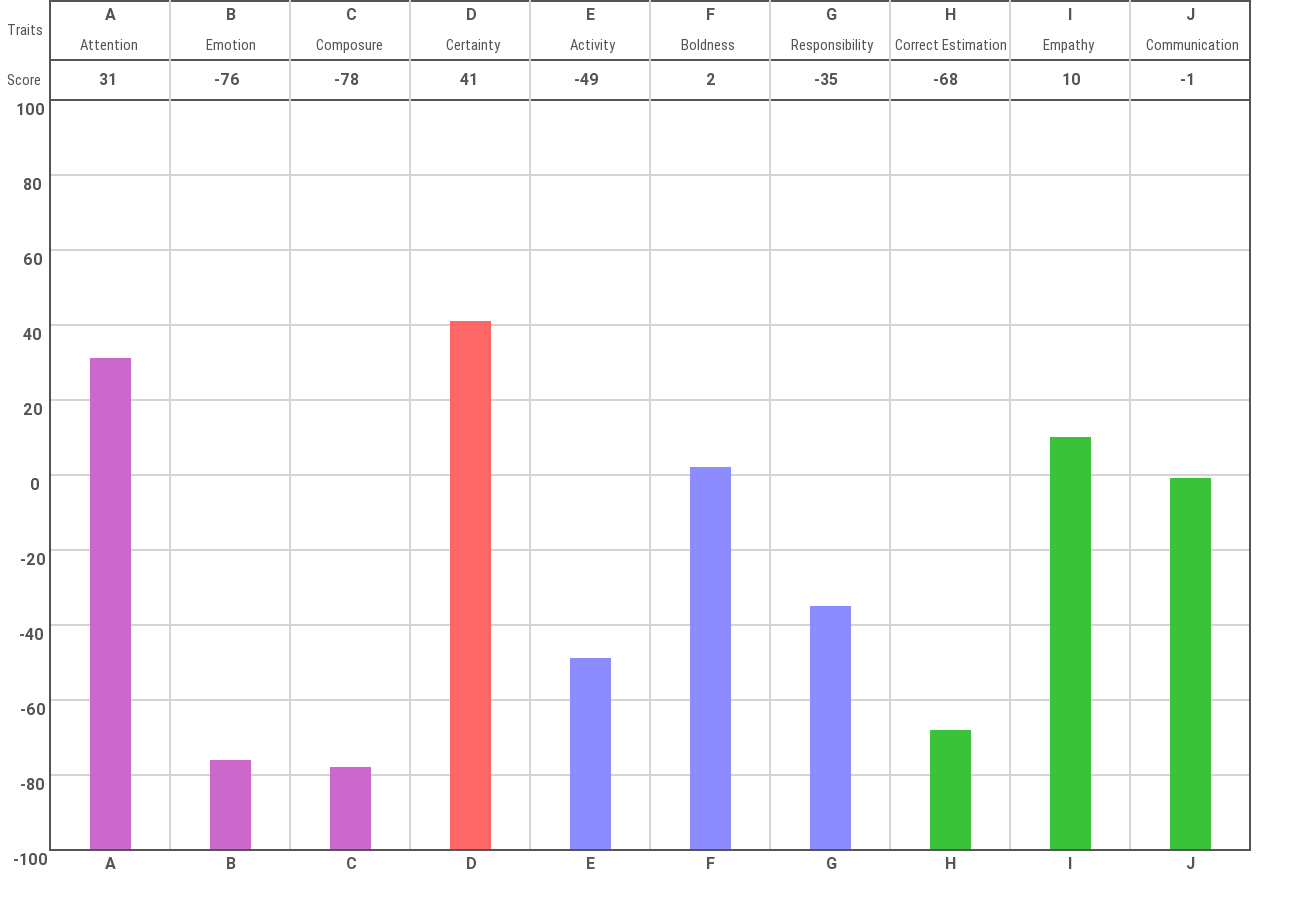 A B C D E F G H I J
Traits
Attention Emotion Composure Certainty Activity Boldness Responsibility Correct Estimation Empathy Communication
Score 31 -76 -78 41 -49 2 -35 -68 10 -1
100
80
60
40
20
0
-20
-40
-60
-80
-100
A B C D E F G H I J